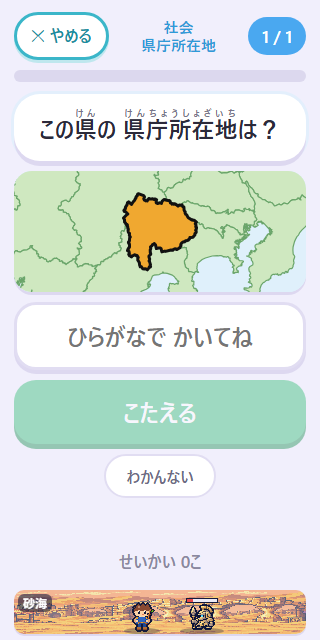 × やめる
社会
県庁所在地
1 / 1
この県の 県庁所在地は？
けん けんちょうしょざいち
ひらがなで かいてね
こたえる
わかんない
せいかい 0こ
砂海